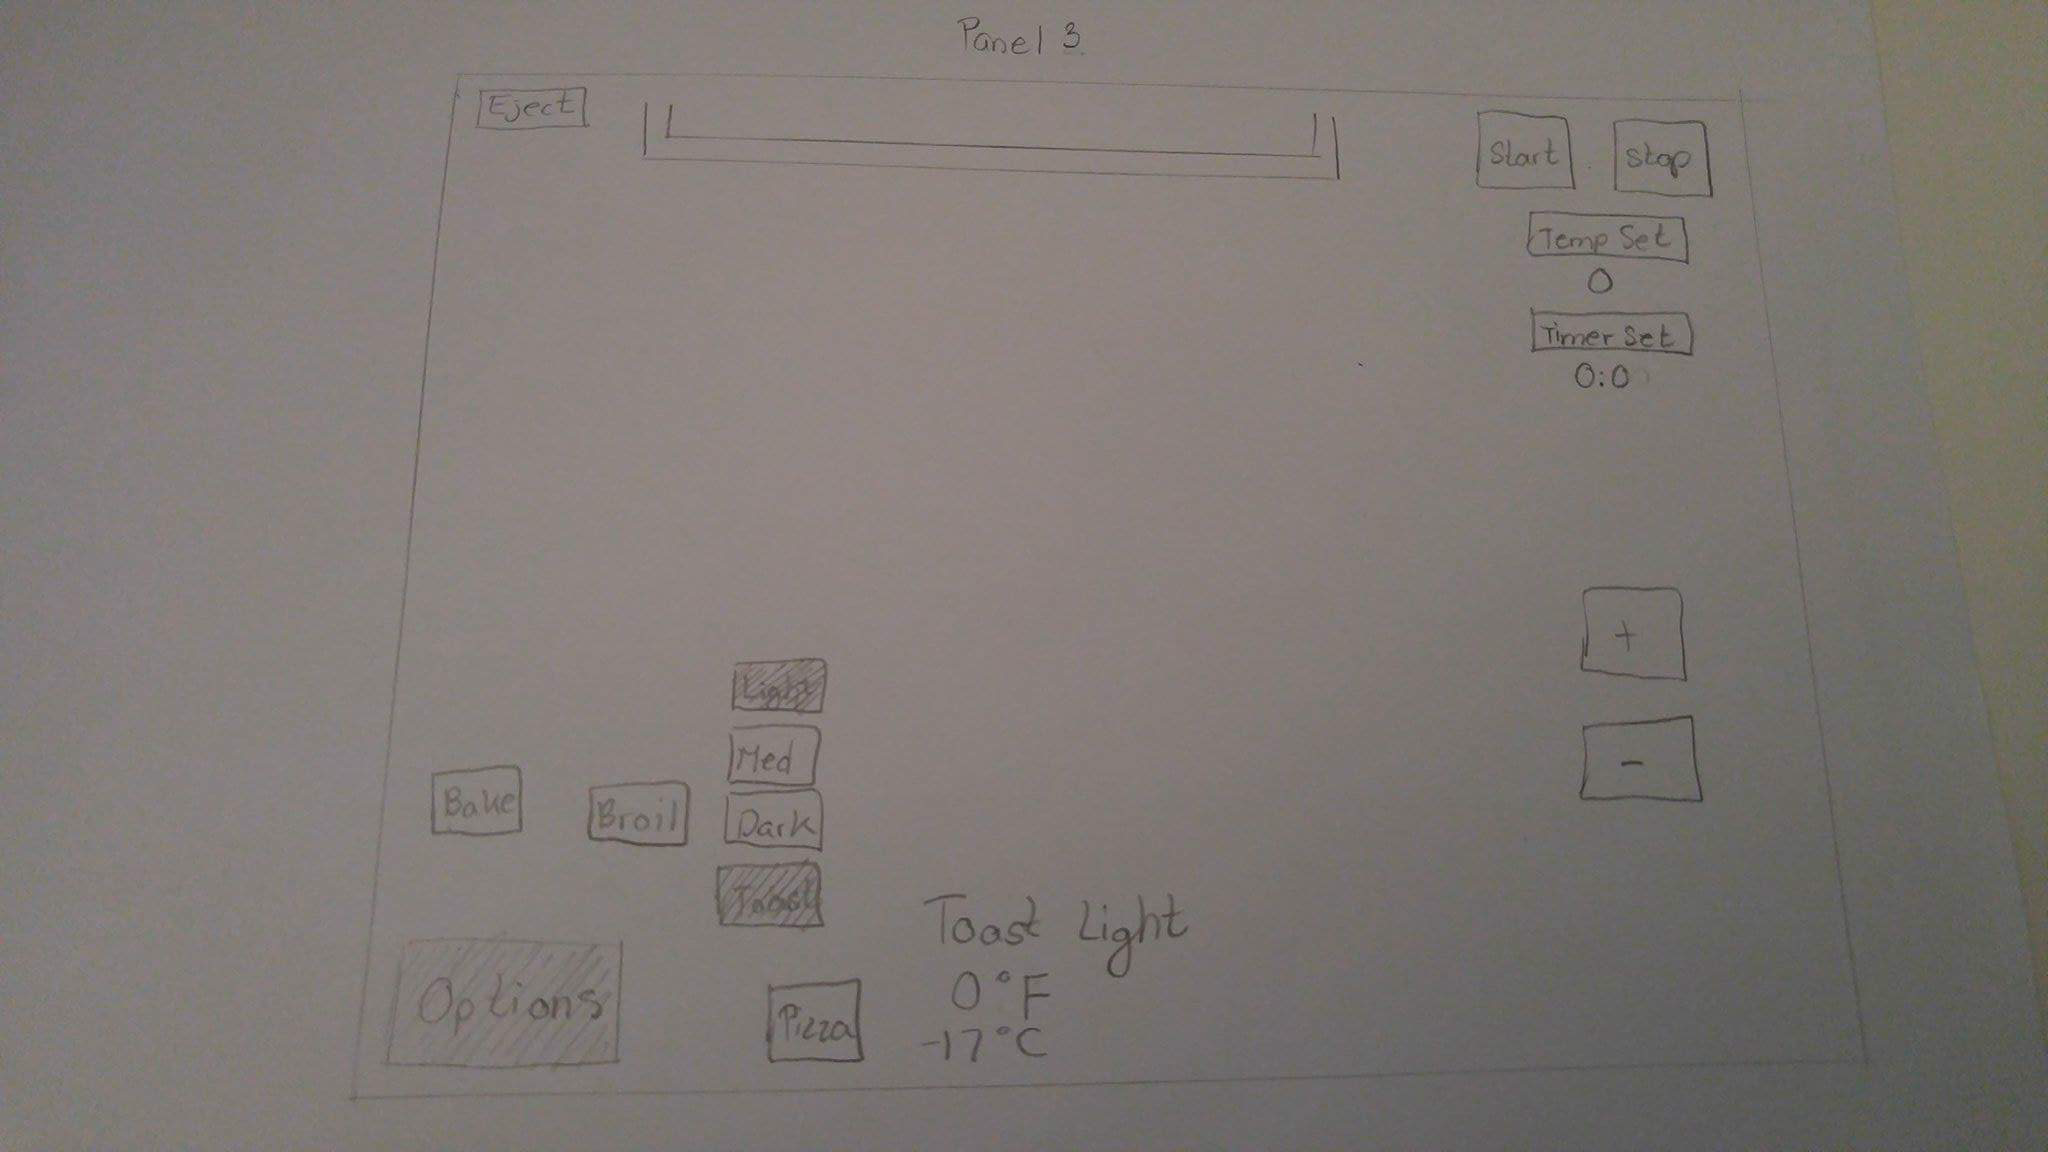 Panel 3
Eject
Start
Stop
Temp Set
0
Timer Set
0:0
+
-
Light
Med
Dark
Toast
Bake
Broil
Options
Pizza
Toast Light
0°F
-17°C